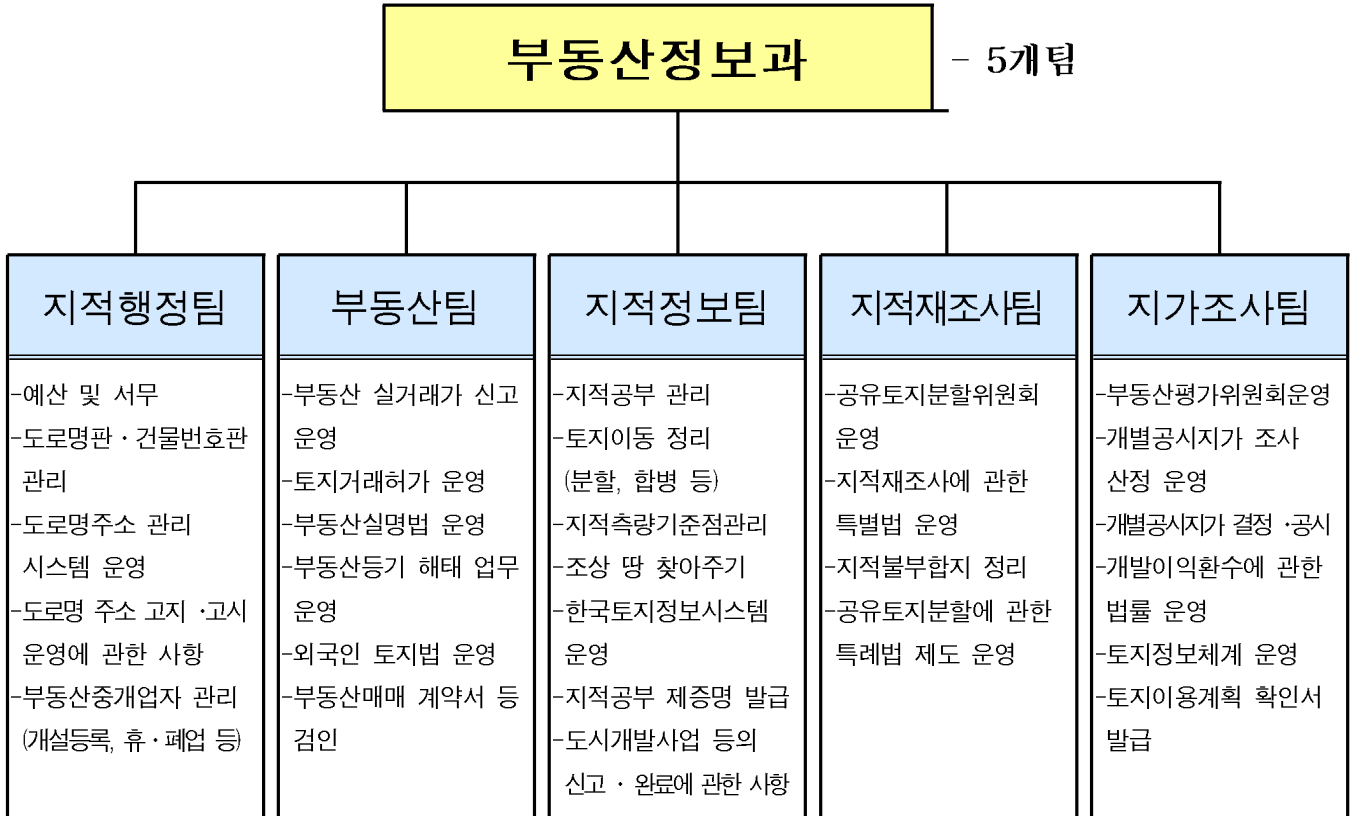 부동산정보과
- 5개팀
지적행정팀
-예산 및 서무
-도로명판·건물번호판
관리
-도로명주소 관리
시스템 운영
-도로명 주소 고지 ·고시
운영에 관한 사항
-부동산중개업자 관리
(개설등록, 휴·폐업 등)
부동산팀
-부동산 실거래가 신고
운영
-토지거래허가 운영
-부동산실명법 운영
-부동산등기 해태 업무
운영
-외국인 토지법 운영
-부동산매매 계약서 등
검인
지적정보팀
-지적공부 관리
-토지이동 정리
(분할, 합병 등)
-지적측량기준점관리
-조상 땅 찾아주기
-한국토지정보시스템
운영
-지적공부 제증명 발급
-도시개발사업 등의
신고 · 완료에 관한 사항
지적재조사팀
-공유토지분할위원회
운영
-지적재조사에 관한
특별법 운영
-지적불부합지 정리
-공유토지분할에 관한
특례법 제도 운영
지가조사팀
-부동산평가위원회운영
-개별공시지가 조사
산정 운영
-개별공시지가 결정 ·공시
-개발이익환수에 관한
법률 운영
-토지정보체계 운영
-토지이용계획 확인서
발급